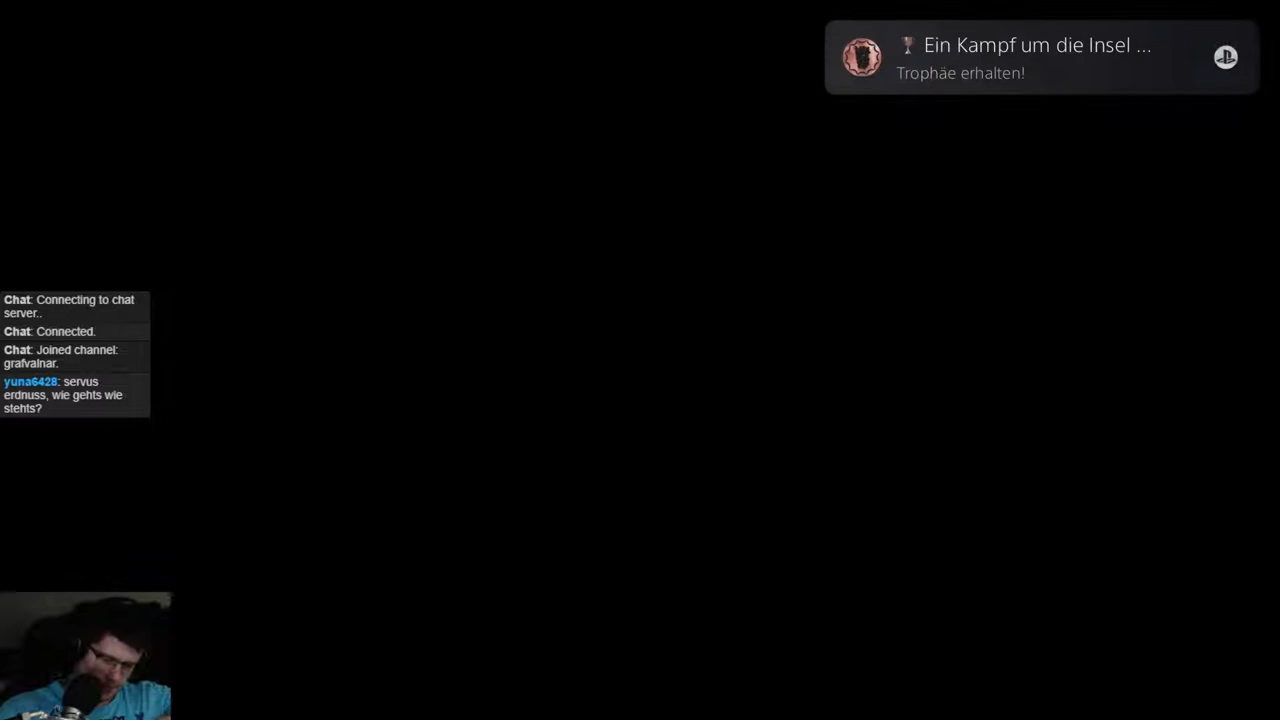 Ein Kampf um die Insel ...
Trophäe erhalten!
Chat: Connecting to chat
server..
Chat: Connected.
Chat: Joined channel:
grafvalnar.
yuna6428: servus
erdnuss, wie gehts wie
stehts?